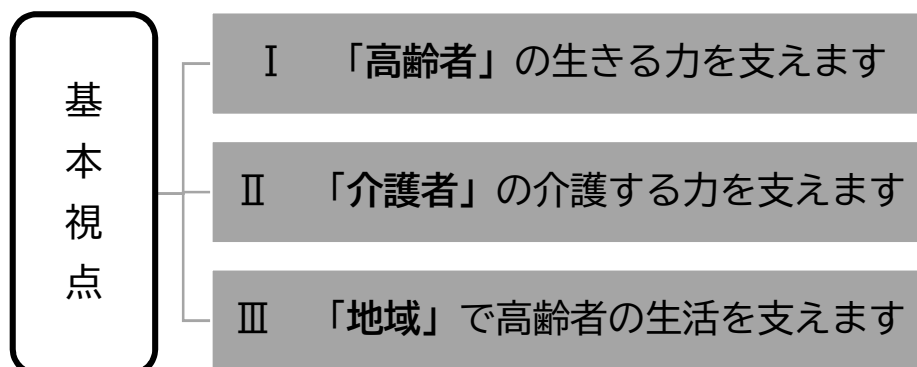 基本視点
Ⅰ 「高齢者」の生きる力を支えます
Ⅱ 「介護者」の介護する力を支えます
Ⅲ 「地域」で高齢者の生活を支えます